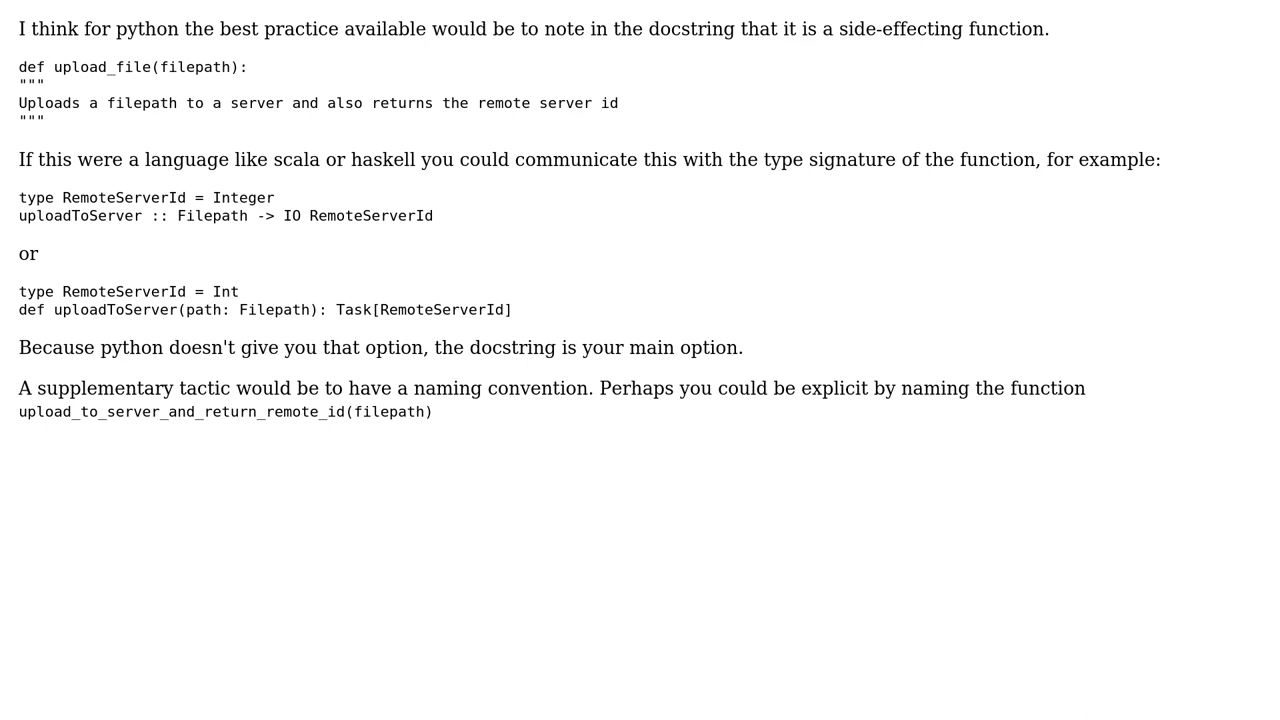 I think for python the best practice available would be to note in the docstring that it is a side-effecting function.
def upload_file(filepath):
"""
Uploads a filepath to a server and also returns the remote server id
"""
If this were a language like scala or haskell you could communicate this with the type signature of the function, for example:
type RemoteServerId = Integer
uploadToServer :: Filepath -> IO RemoteServerId
or
type RemoteServerId = Int
def uploadToServer(path: Filepath): Task[RemoteServerId]
Because python doesn't give you that option, the docstring is your main option.
A supplementary tactic would be to have a naming convention. Perhaps you could be explicit by naming the function
upload_to_server_and_return_remote_id(filepath)